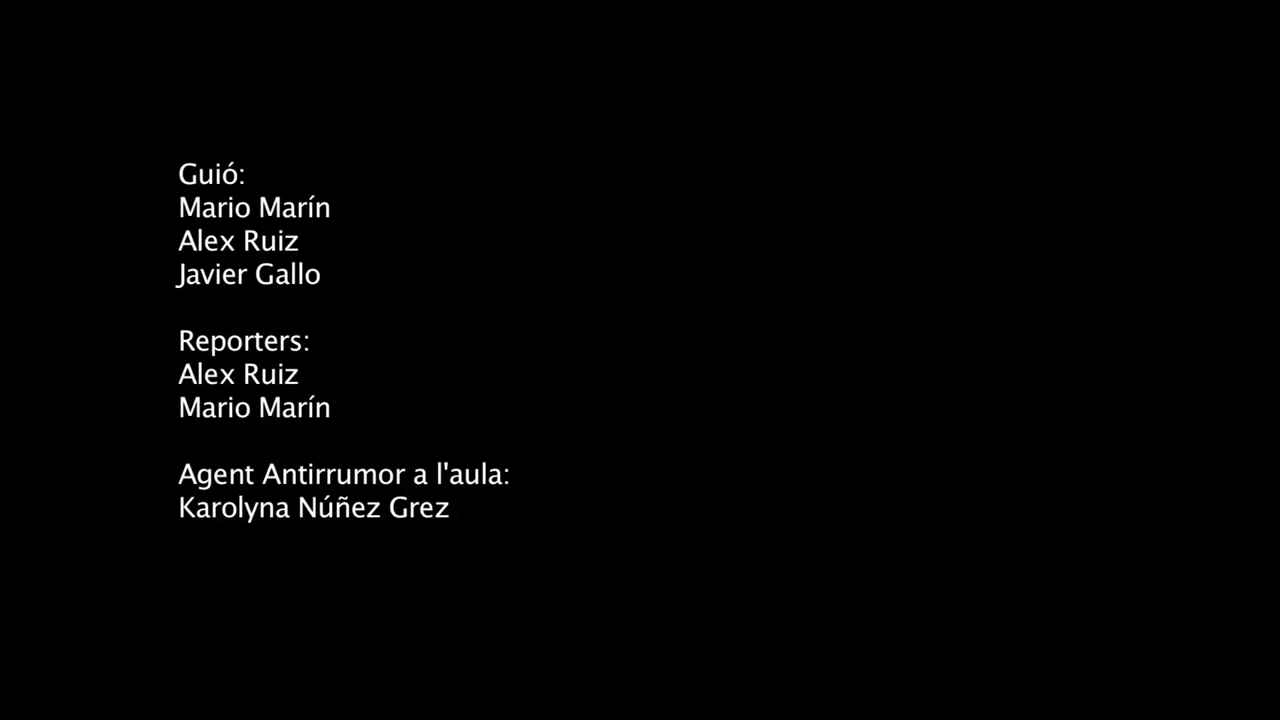 Guió:
Mario Marín
Alex Ruiz
Javier Gallo
Reporters:
Alex Ruiz
Mario Marín
Agent Antirrumor a l'aula:
Karolyna Núñez Grez